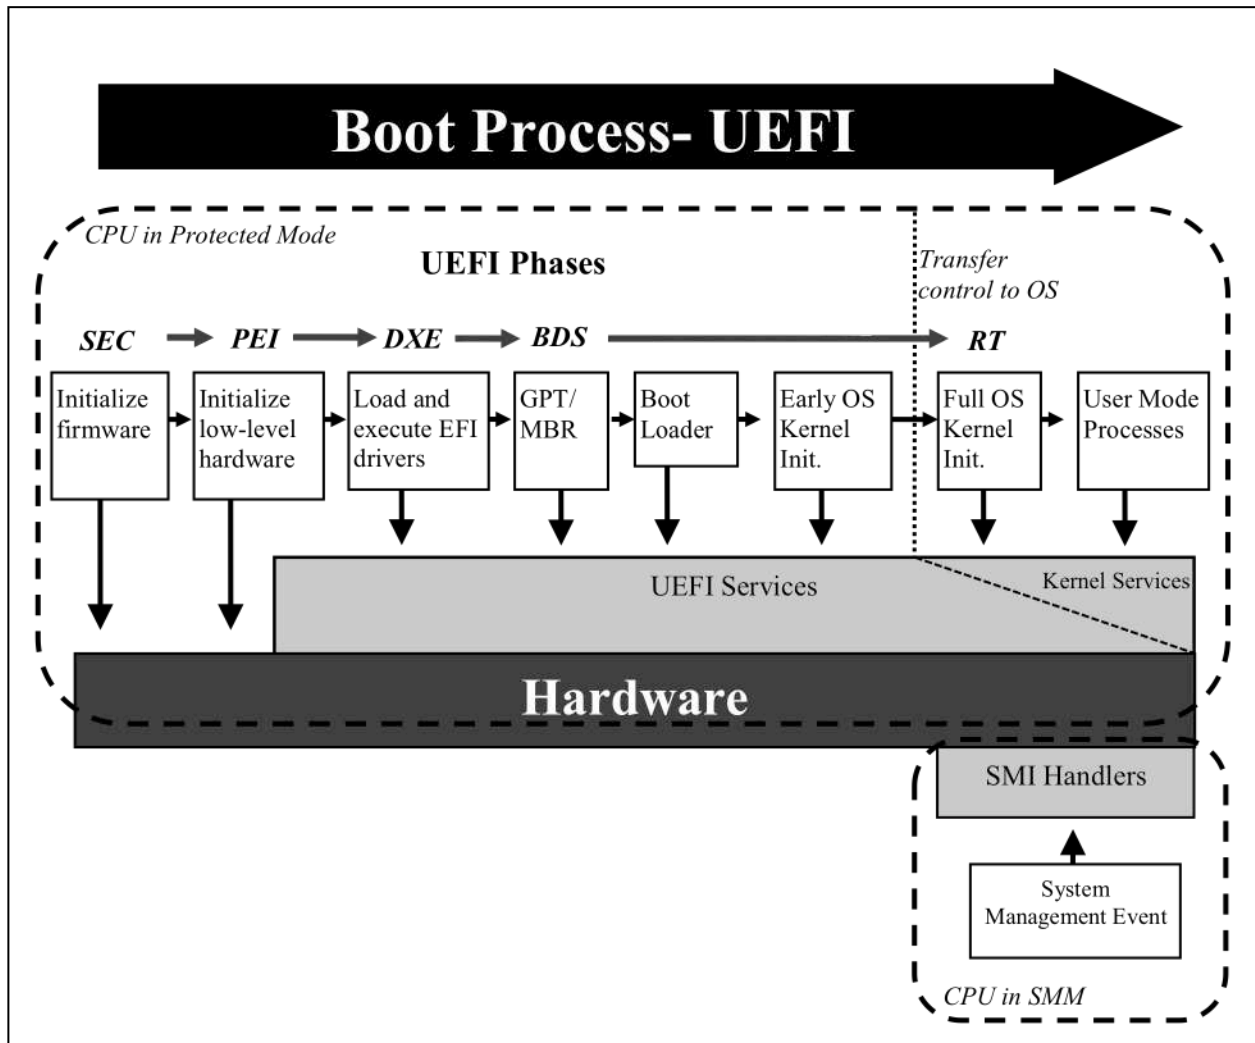 Boot Process- UEFI
CPU in Protected Mode
UEFI Phases
Transfer
control to OS
SEC
PEI
DXE
BDS
RT
Initialize
firmware
Initialize
low-level
hardware
Load and
execute EFI
drivers
GPT/
MBR
Boot
Loader
Early OS
Kernel
Init.
Full OS
Kernel
Init.
User Mode
Processes
UEFI Services
Kernel Services
Hardware
SMI Handlers
System
Management Event
CPU in SMM